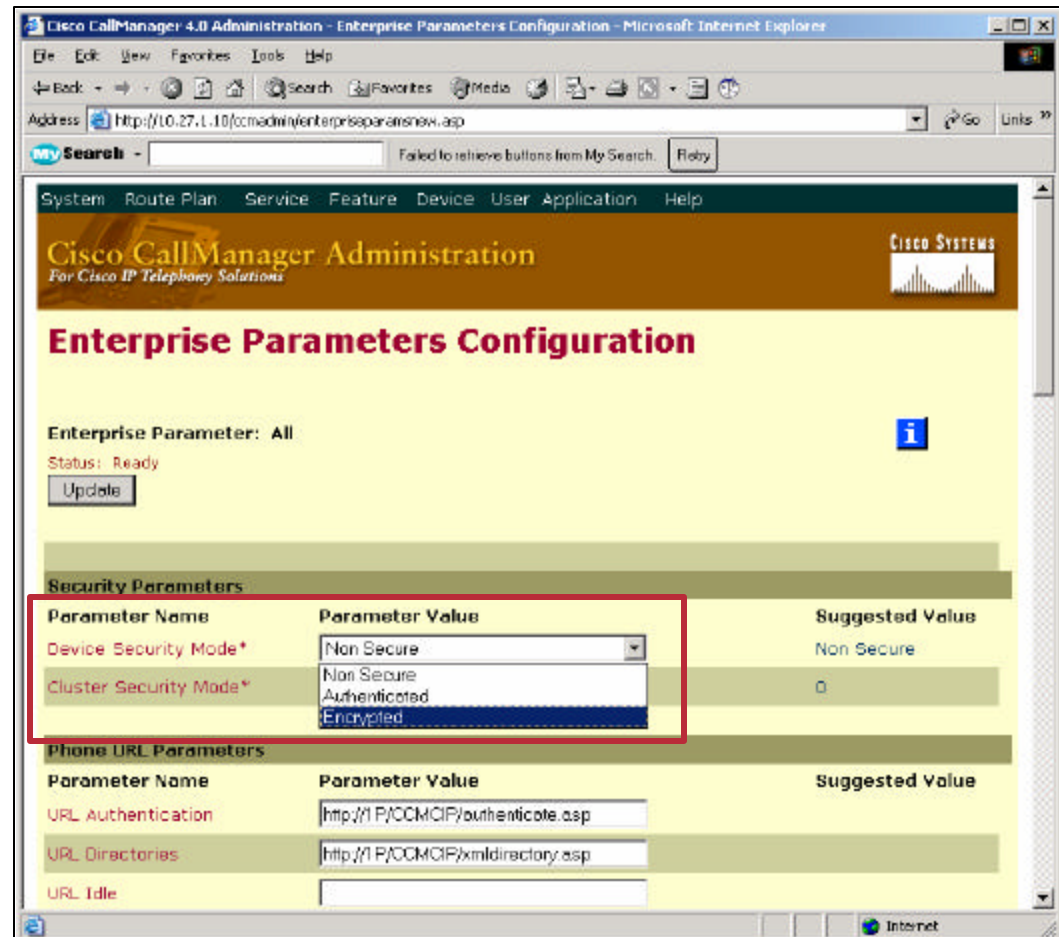 Cisco CallManager 4.0 Administration - Enterprise Parameters Configuration - Microsoft Internet Explorer
File Edit View Favorites Tools Help
Back Search Favorites Media
Address http://10.27.1.10/ccmadmin/enterpriseparamsnew.asp Go Links »
My Search - Failed to retrieve buttons from My Search. Retry
System Route Plan Service Feature Device User Application Help
Cisco CallManager Administration
For Cisco IP Telephony Solutions
CISCO SYSTEMS
Enterprise Parameters Configuration
Enterprise Parameter: All
i
Status: Ready
Update
Security Parameters
Parameter Name Parameter Value Suggested Value
Device Security Mode* Non Secure Non Secure
Non Secure
Authenticated
Encrypted
Cluster Security Mode* 0
Phone URL Parameters
Parameter Name Parameter Value Suggested Value
URL Authentication http://1P/CCMCIP/authenticate.asp
URL Directories http://1P/CCMCIP/xmldirectory.asp
URL Idle
Internet